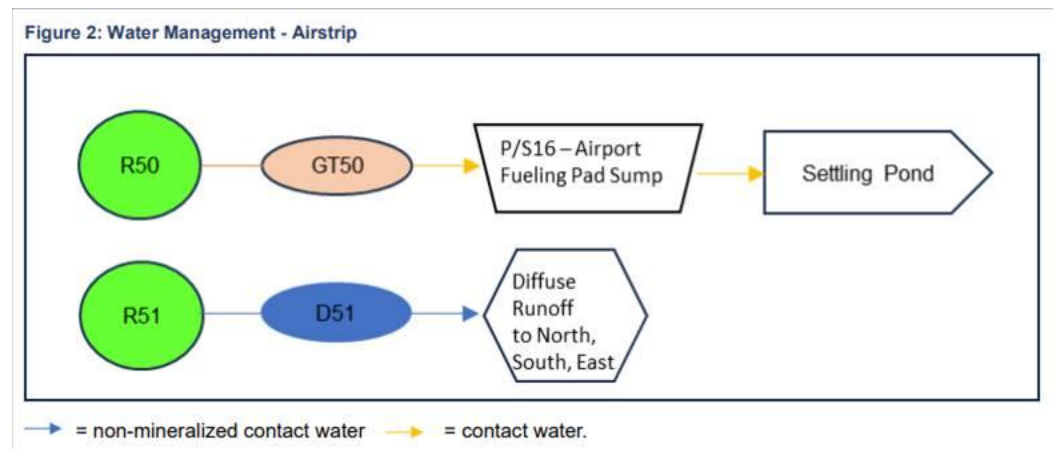 Figure 2: Water Management - Airstrip
R50
GT50
P/S16 – Airport
Fueling Pad Sump
Settling Pond
R51
D51
Diffuse
Runoff
to North,
South, East
= non-mineralized contact water = contact water.